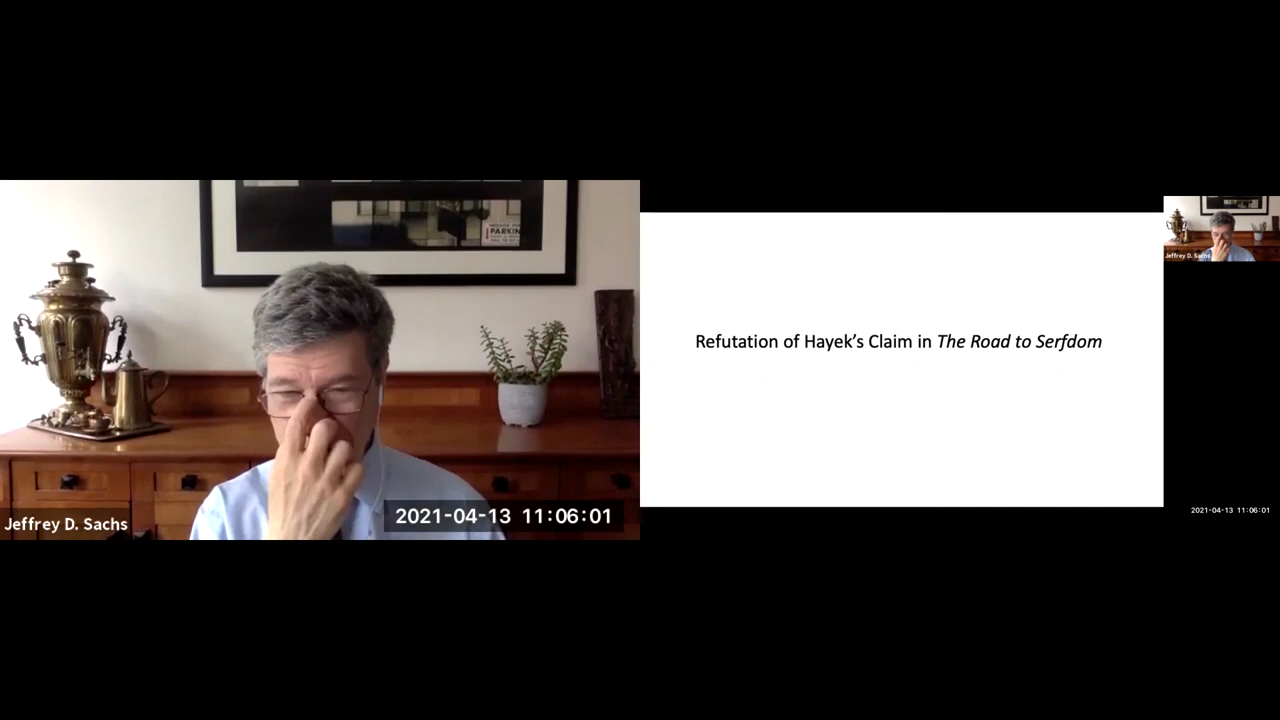 PARKIN
Jeffrey D. Sachs
2021-04-13 11:06:01
Refutation of Hayek’s Claim in The Road to Serfdom
Jeffrey D. Sachs
2021-04-13 11:06:01